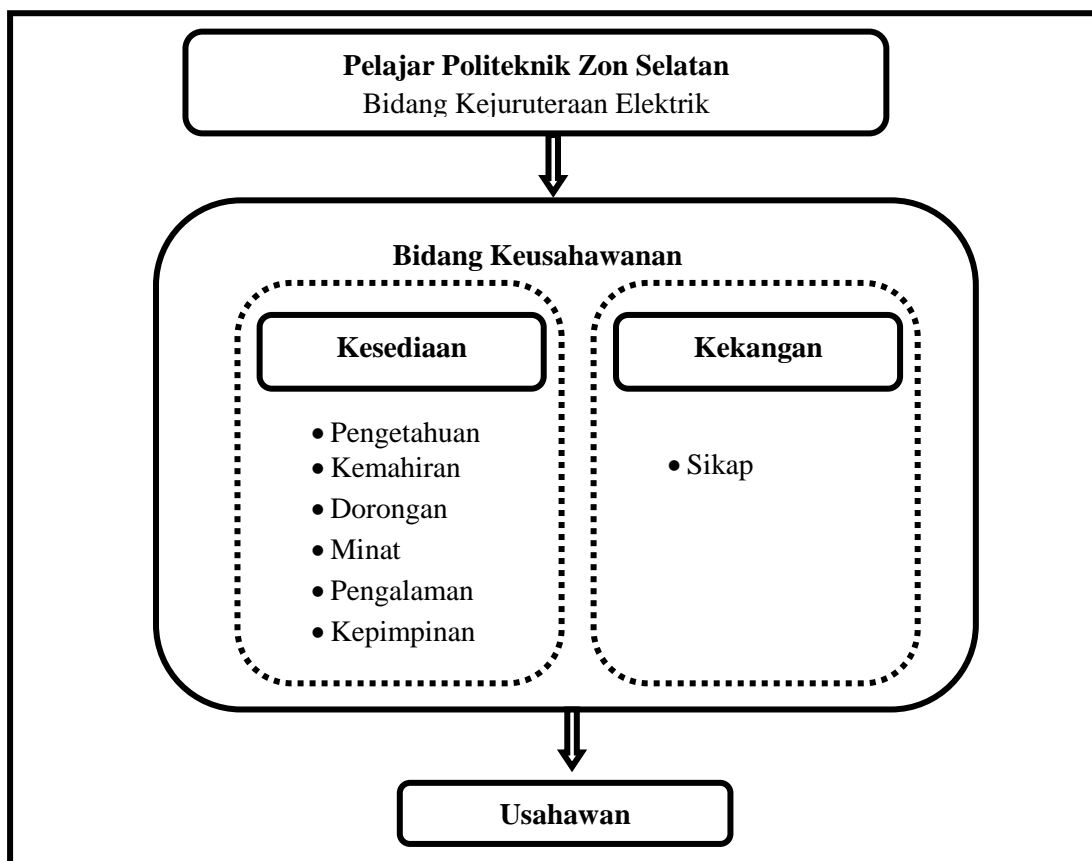 Pelajar Politeknik Zon Selatan
Bidang Kejuruteraan Elektrik
Bidang Keusahawanan
Kesediaan
• Pengetahuan
• Kemahiran
• Dorongan
• Minat
• Pengalaman
• Kepimpinan
Kekangan
• Sikap
Usahawan